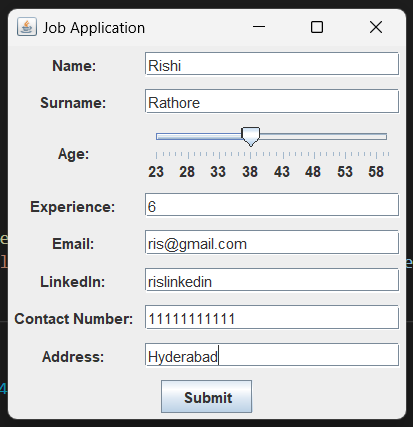 Job Application
Name: Rishi
Surname: Rathore
Age:
23 28 33 38 43 48 53 58
Experience: 6
Email: ris@gmail.com
LinkedIn: rislinkedin
Contact Number: 11111111111
Address: Hyderabad
Submit